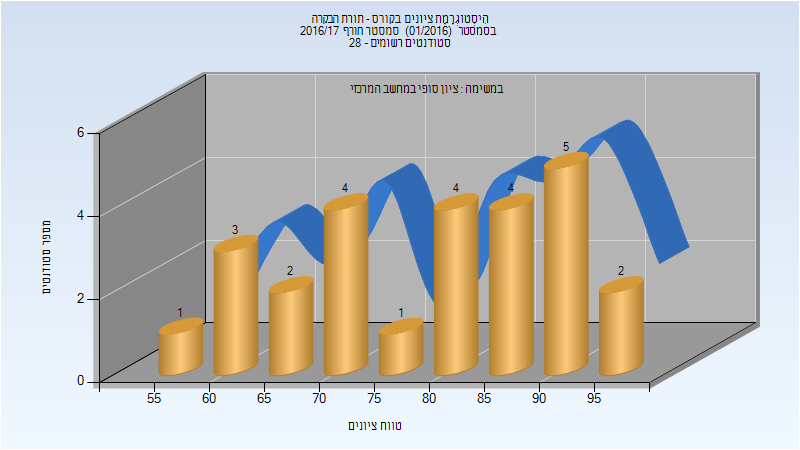 היסטוגרמת ציונים בקורס - תורת הבקרה
בסמסטר (01/2016) סמסטר חורף 2016/17
סטודנטים רשומים - 28
במשימה : ציון סופי במחשב המרכזי
מספר סטודנטים
6
4
2
0
1
3
2
4
1
4
4
5
2
55 60 65 70 75 80 85 90 95
טווח ציונים